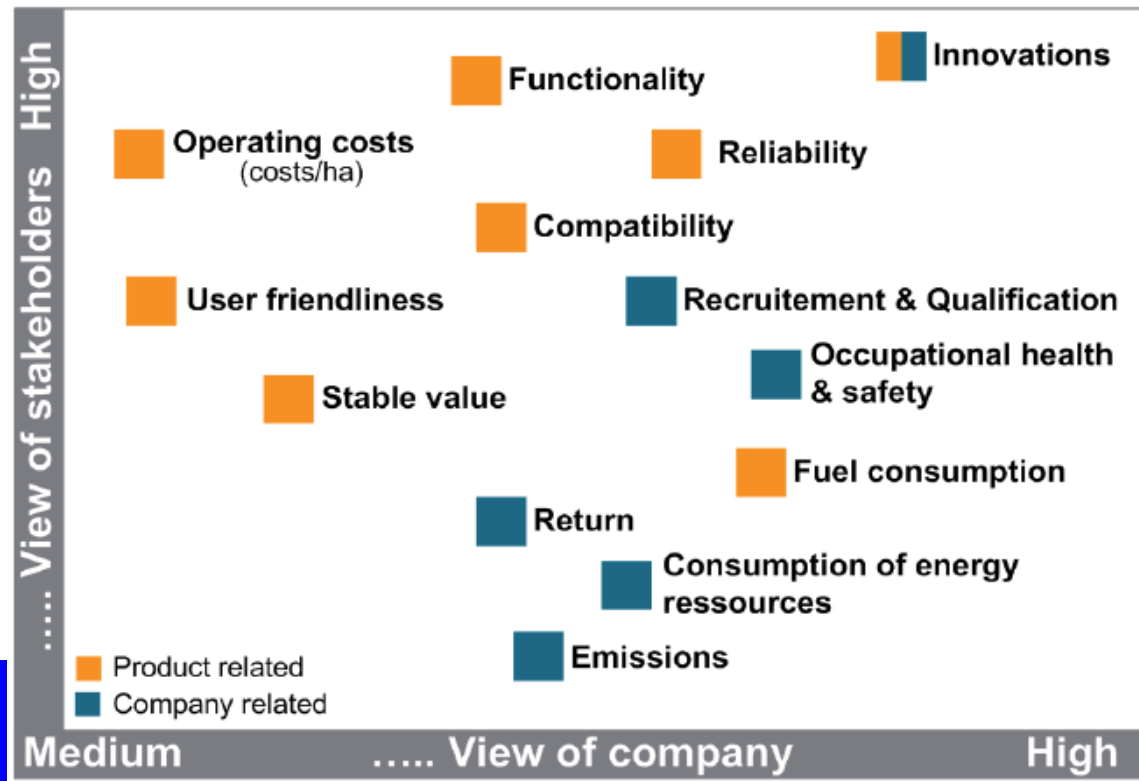 Innovations
Functionality
Operating costs
(costs/ha)
Reliability
Compatibility
User friendliness
Recruitement & Qualification
Occupational health
& safety
Stable value
Fuel consumption
Return
Consumption of energy
ressources
Emissions
Product related
Company related
..... View of stakeholders High
Medium ..... View of company High